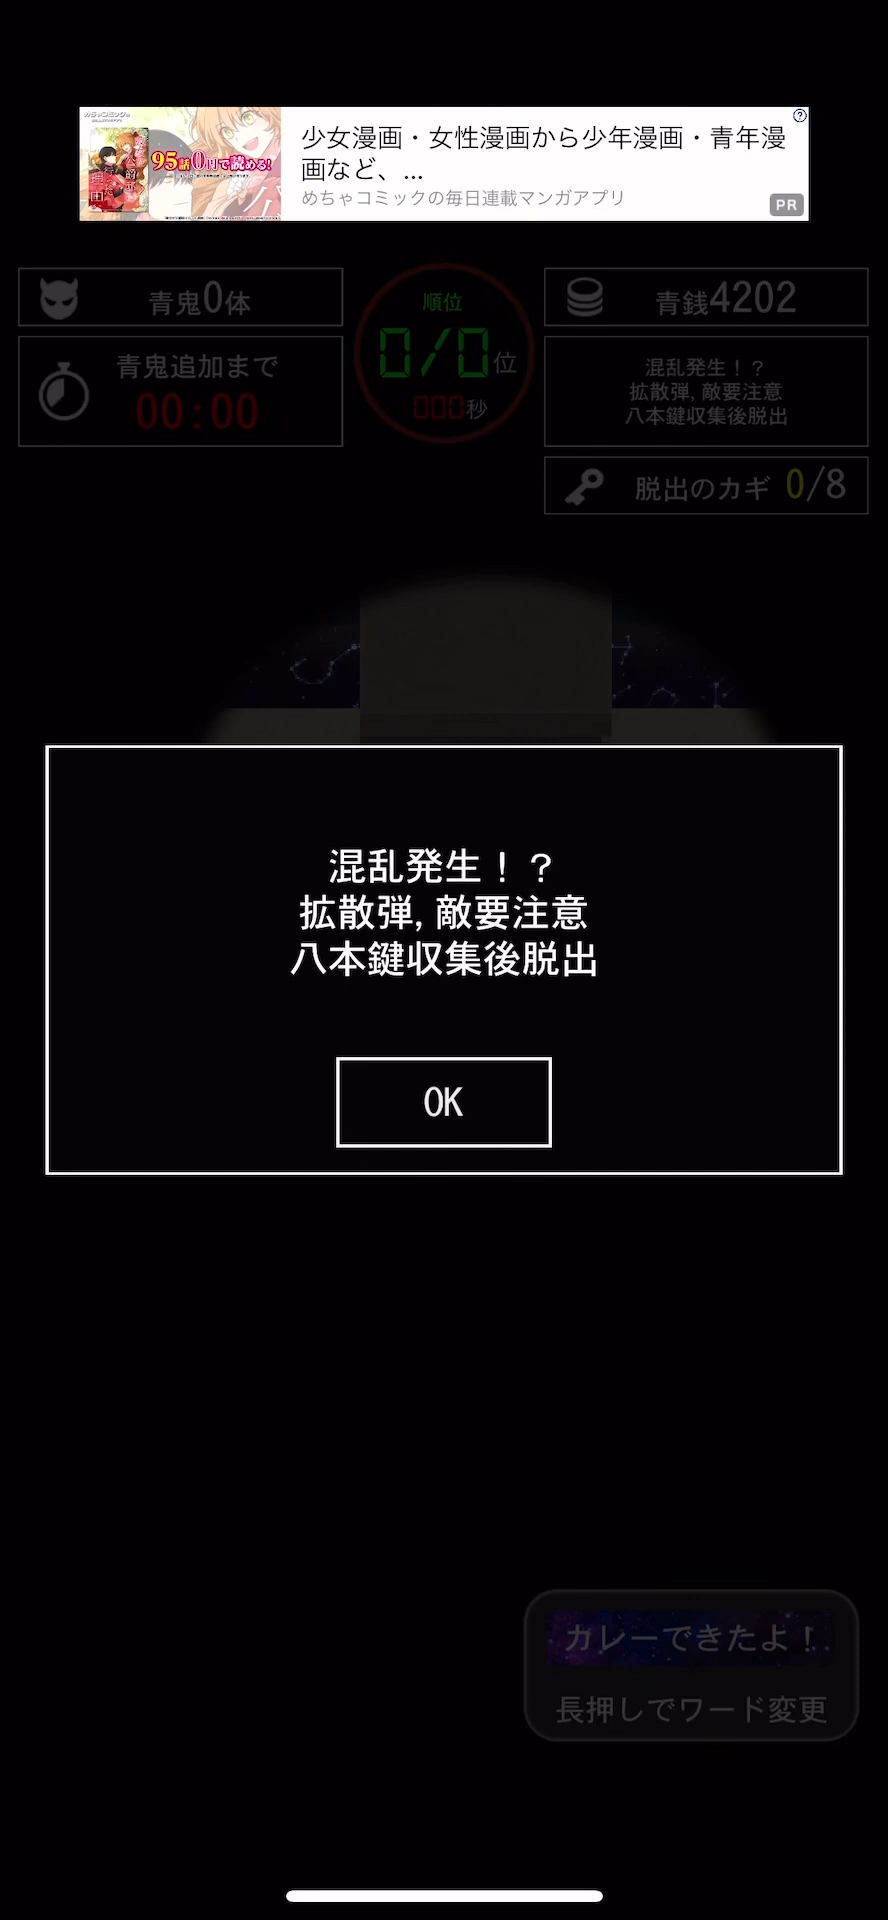 95話0円で読める!
少女漫画・女性漫画から少年漫画・青年漫
画など、...
めちゃコミックの毎日連載マンガアプリ
PR
青鬼0体
順位
青銭4202
0/0位
000秒
青鬼追加まで
00:00
混乱発生！？
拡散弾,敵要注意
八本鍵収集後脱出
脱出のカギ 0/8
混乱発生！？
拡散弾,敵要注意
八本鍵収集後脱出
OK
カレーできたよ！
長押しでワード変更